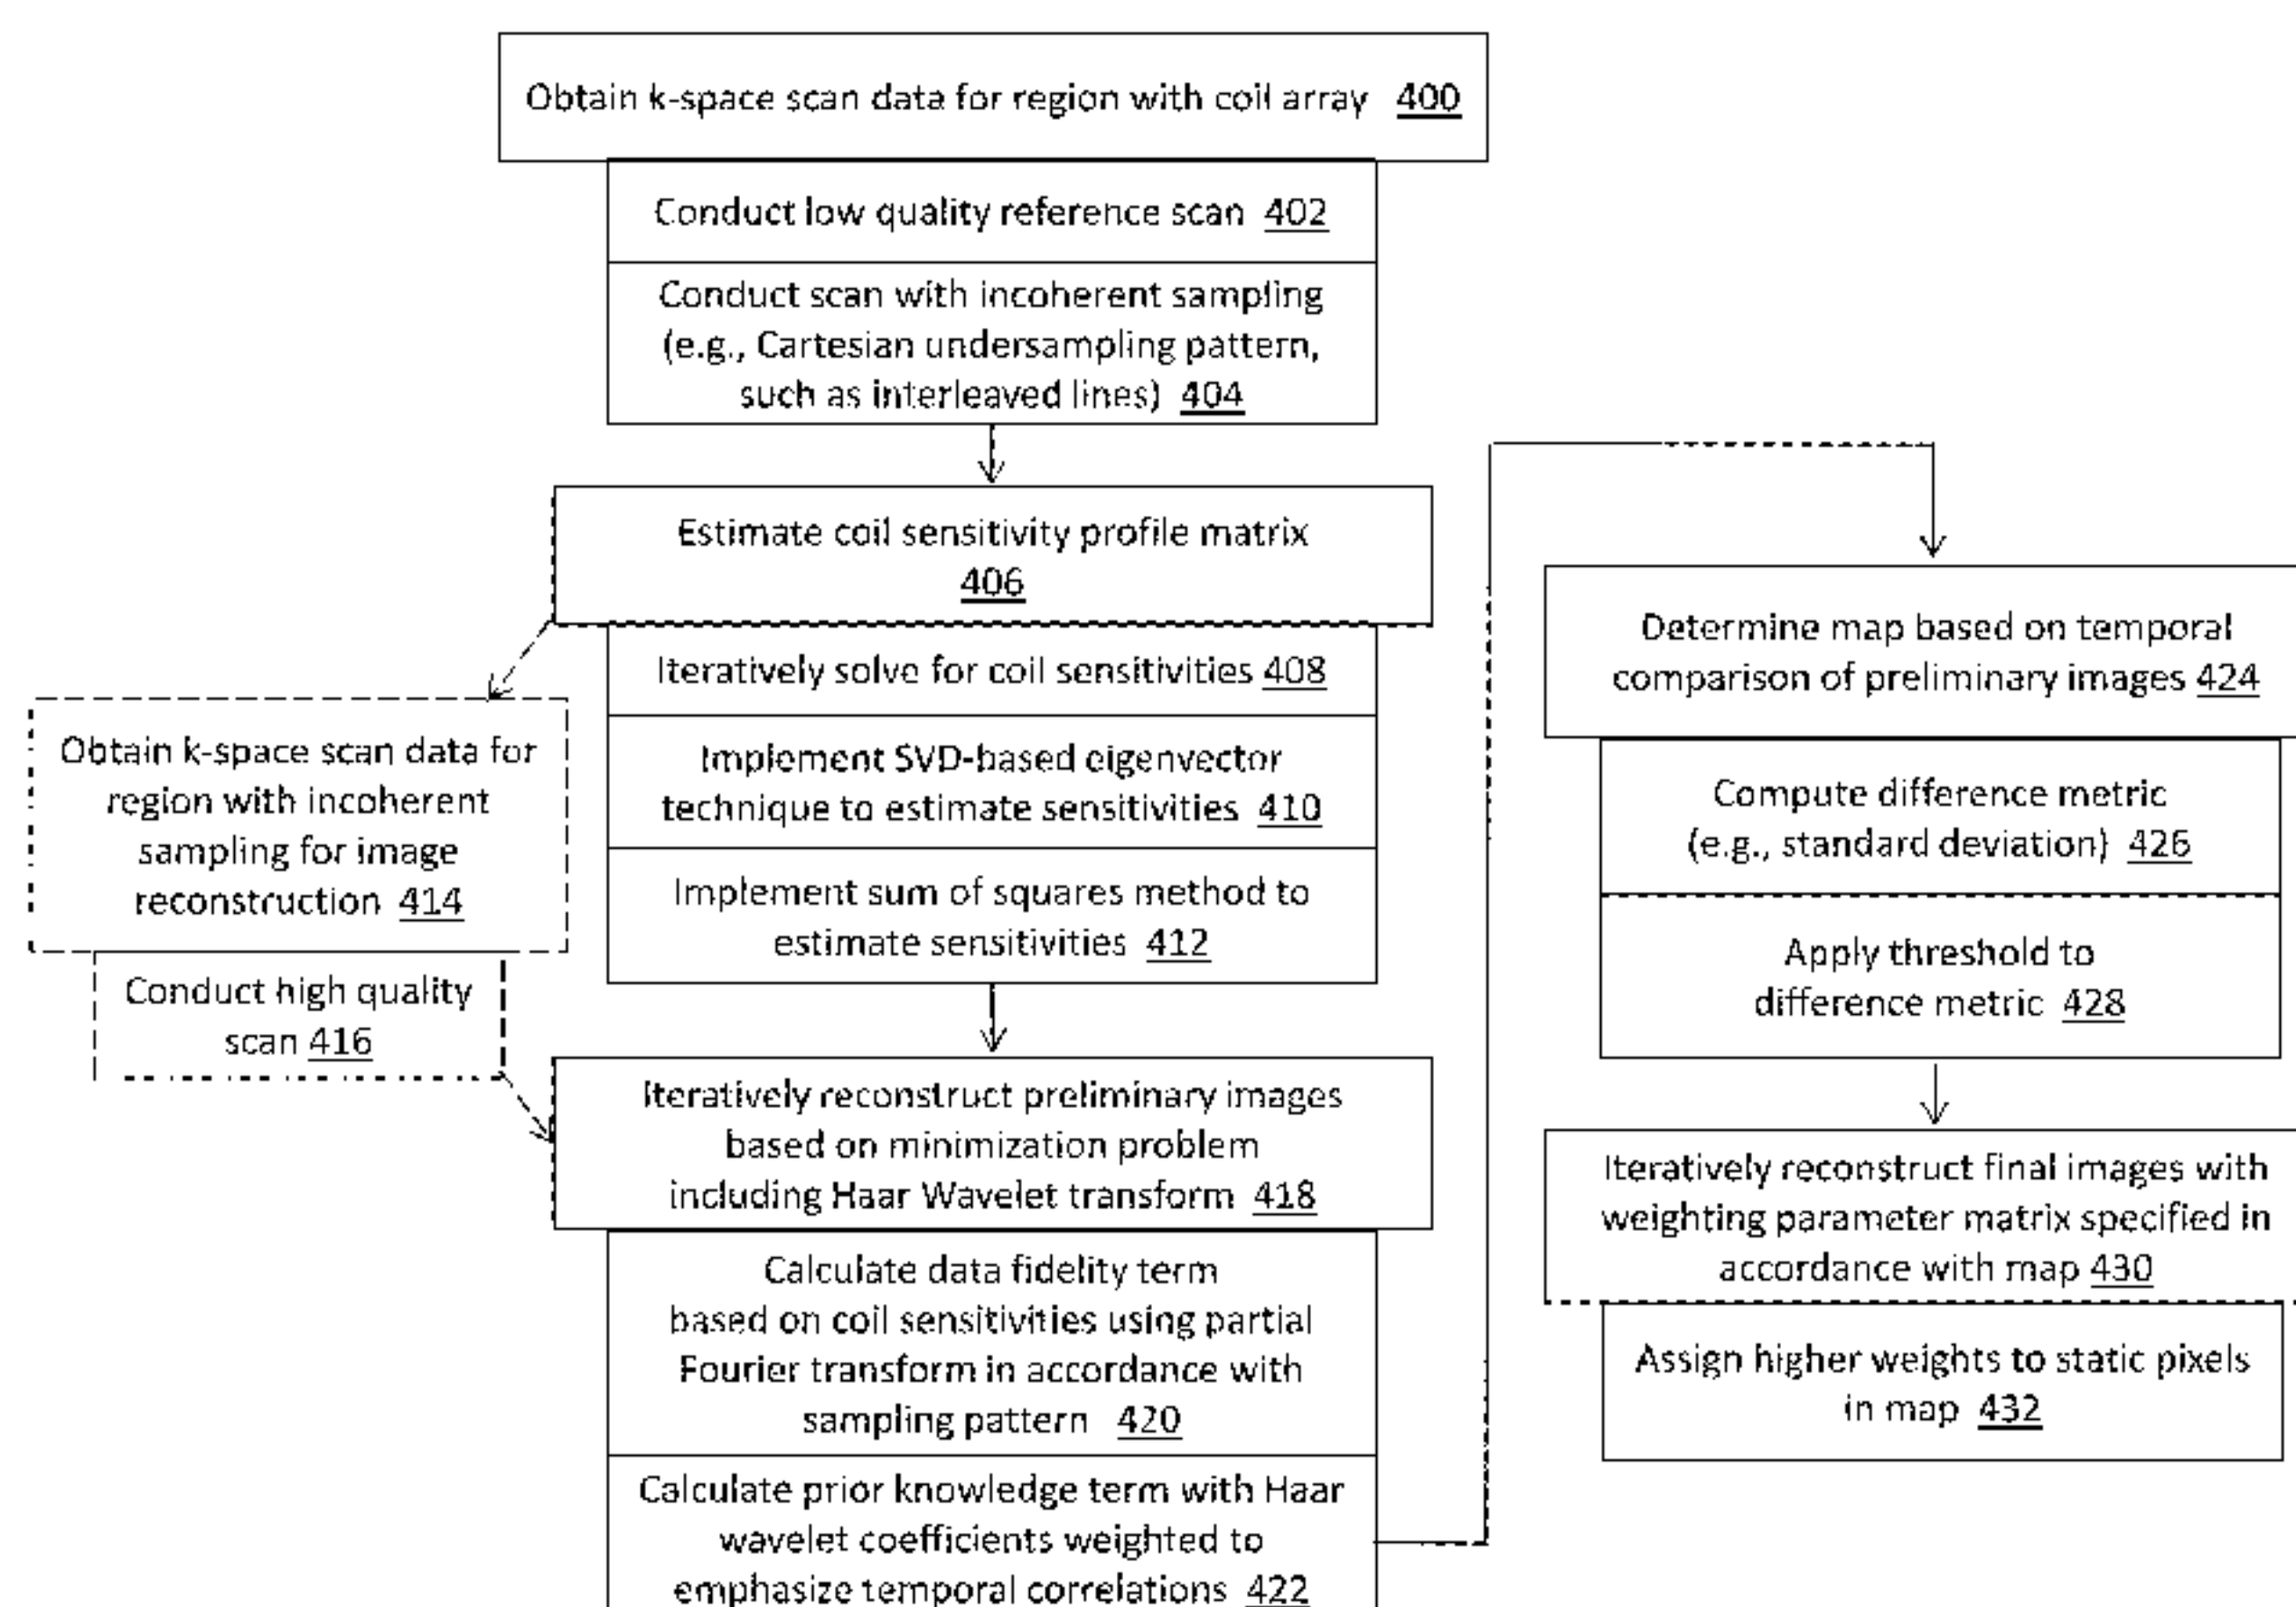 Obtain k-space scan data for region with coil array 400
Conduct low quality reference scan 402
Conduct scan with incoherent sampling
(e.g., Cartesian undersampling pattern,
such as interleaved lines) 404
Estimate coil sensitivity profile matrix
406
Iteratively solve for coil sensitivities 408
Implement SVD-based eigenvector
technique to estimate sensitivities 410
Implement sum of squares method to
estimate sensitivities 412
Obtain k-space scan data for
region with incoherent
sampling for image
reconstruction 414
Conduct high quality
scan 416
Iteratively reconstruct preliminary images
based on minimization problem
including Haar Wavelet transform 418
Calculate data fidelity term
based on coil sensitivities using partial
Fourier transform in accordance with
sampling pattern 420
Calculate prior knowledge term with Haar
wavelet coefficients weighted to
emphasize temporal correlations 422
Determine map based on temporal
comparison of preliminary images 424
Compute difference metric
(e.g., standard deviation) 426
Apply threshold to
difference metric 428
Iteratively reconstruct final images with
weighting parameter matrix specified in
accordance with map 430
Assign higher weights to static pixels
in map 432